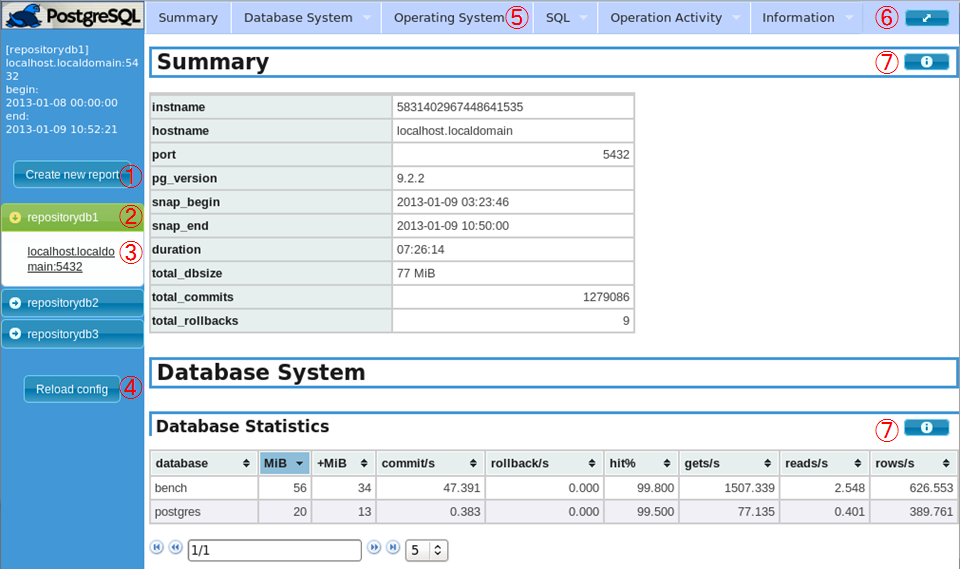 PostgreSQL
Summary Database System Operating System ⑤ SQL Operation Activity Information ⑥
[repositorydb1]
localhost.localdomain:54
32
begin:
2013-01-08 00:00:00
end:
2013-01-09 10:52:21
Create new report ①
repositorydb1 ②
localhost.localdo ③
main:5432
repositorydb2
repositorydb3
Reload config ④
Summary ⑦
instname 5831402967448641535
hostname localhost.localdomain
port 5432
pg_version 9.2.2
snap_begin 2013-01-09 03:23:46
snap_end 2013-01-09 10:50:00
duration 07:26:14
total_dbsize 77 MiB
total_commits 1279086
total_rollbacks 9
Database System
Database Statistics ⑦
database MiB +MiB commit/s rollback/s hit% gets/s reads/s rows/s
bench 56 34 47.391 0.000 99.800 1507.339 2.548 626.553
postgres 20 13 0.383 0.000 99.500 77.135 0.401 389.761
1/1 5